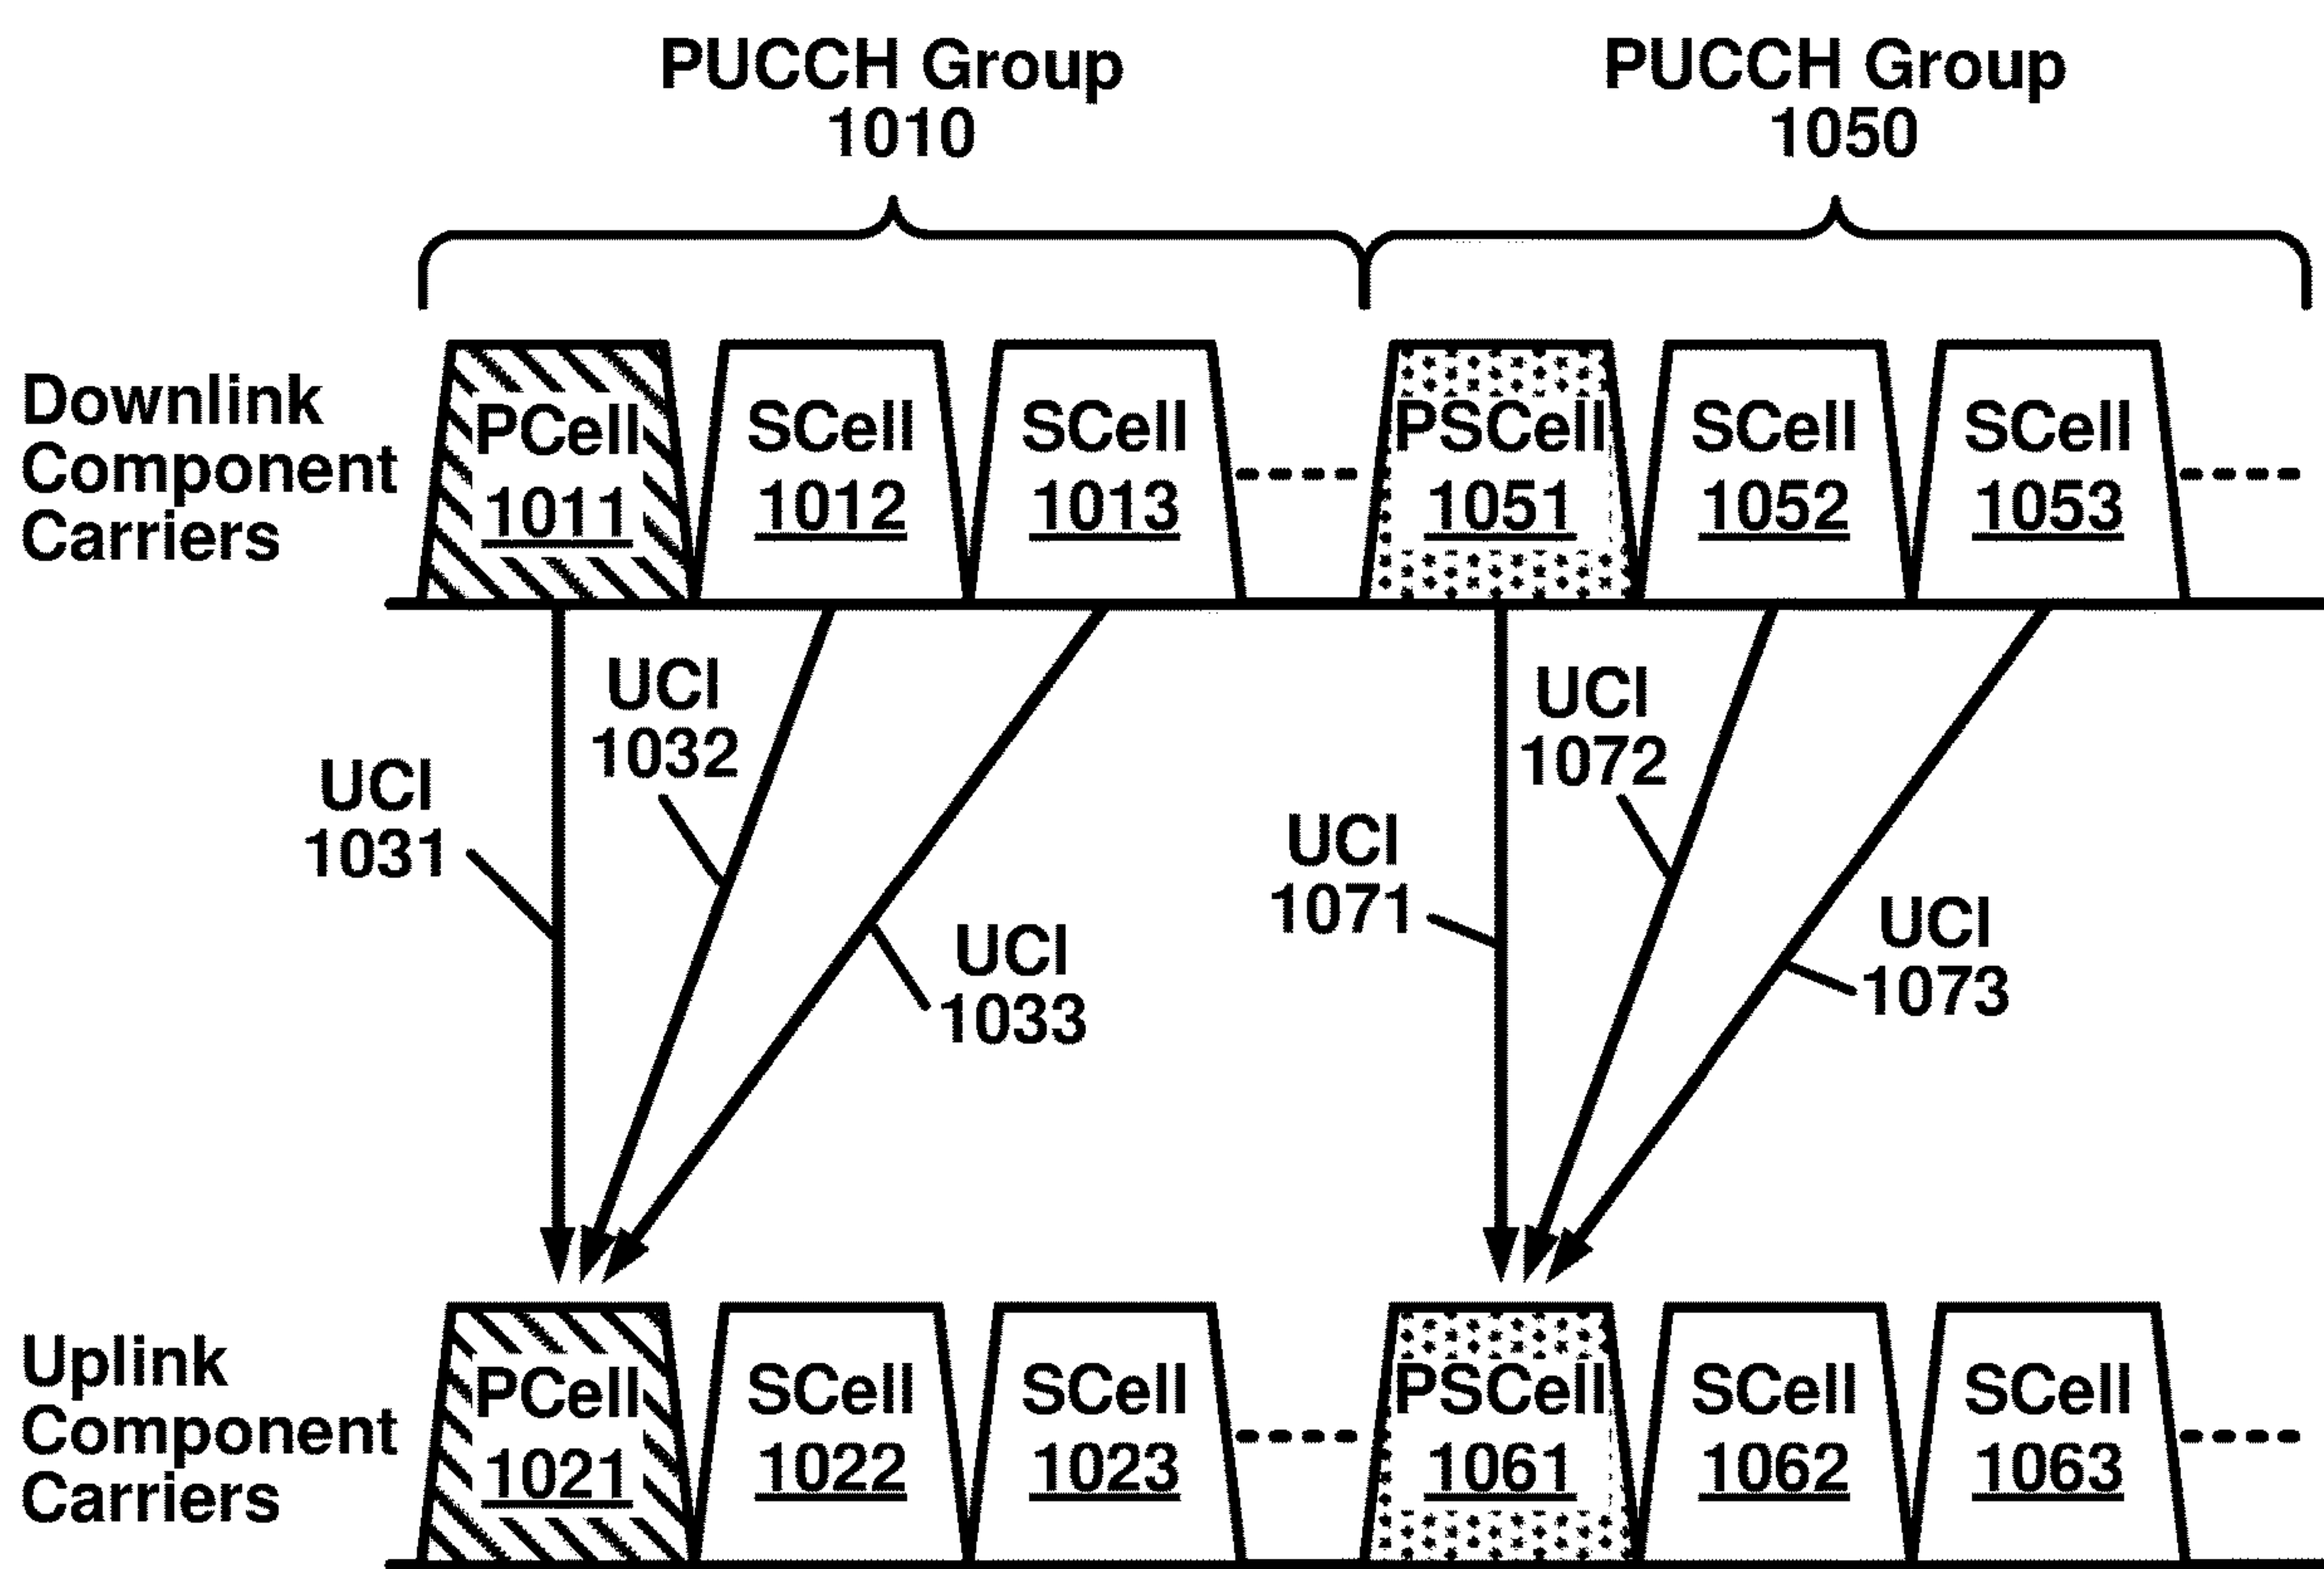 PUCCH Group
1010
PUCCH Group
1050
Downlink
Component
Carriers
PCell
1011
SCell
1012
SCell
1013
PSCell
1051
SCell
1052
SCell
1053
UCI
1031
UCI
1032
UCI
1033
UCI
1071
UCI
1072
UCI
1073
Uplink
Component
Carriers
PCell
1021
SCell
1022
SCell
1023
PSCell
1061
SCell
1062
SCell
1063